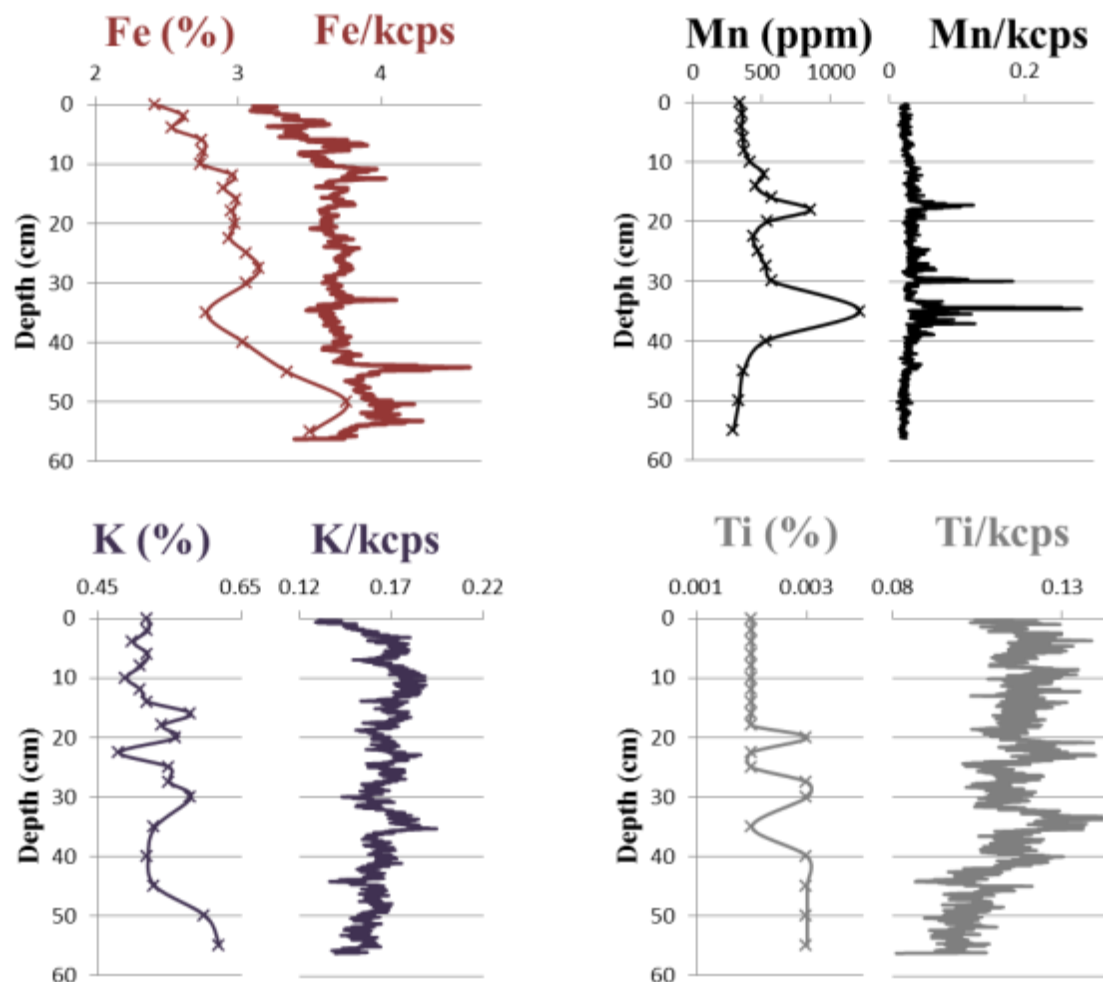 Fe (%) Fe/kcps
2 3 4
0
10
20
30
40
50
60
Depth (cm)
Mn (ppm) Mn/kcps
0 500 1000 0 0.2
0
10
20
30
40
50
60
Detpth (cm)
K (%) K/kcps
0.45 0.65 0.12 0.17 0.22
0
10
20
30
40
50
60
Depth (cm)
Ti (%) Ti/kcps
0.001 0.003 0.08 0.13
0
10
20
30
40
50
60
Depth (cm)